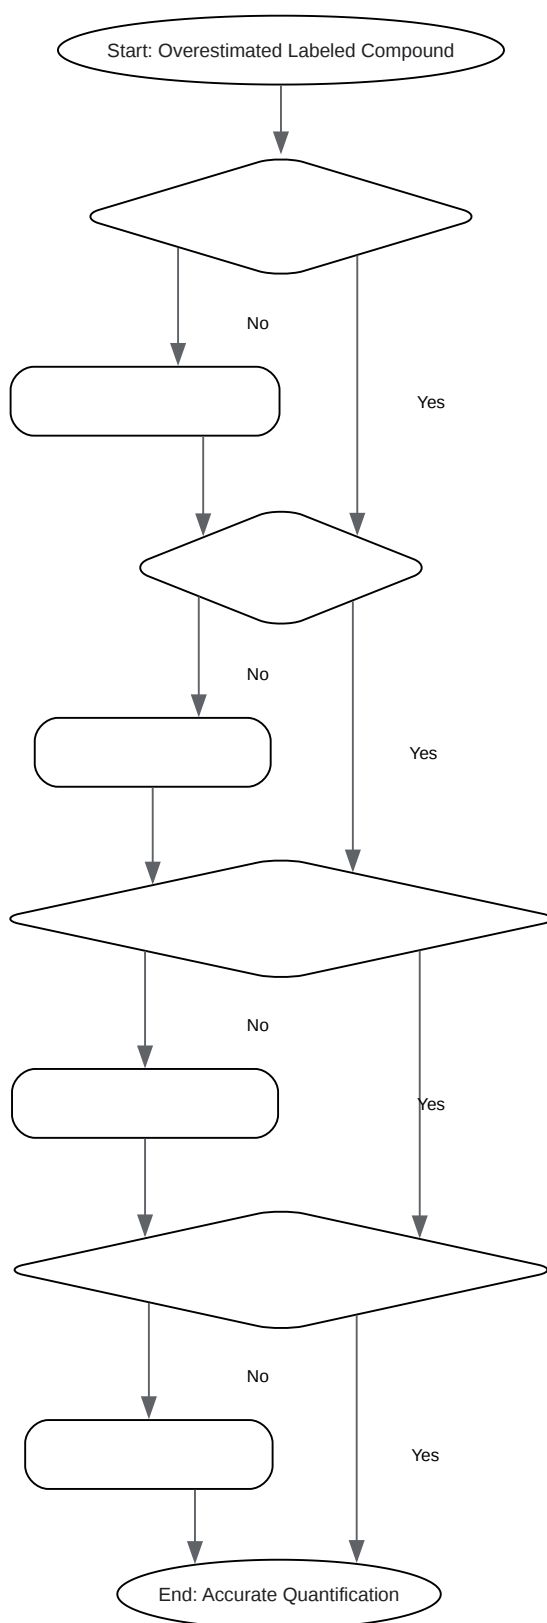 Start: Overestimated Labeled Compound
No
Yes
No
Yes
No
Yes
No
Yes
End: Accurate Quantification